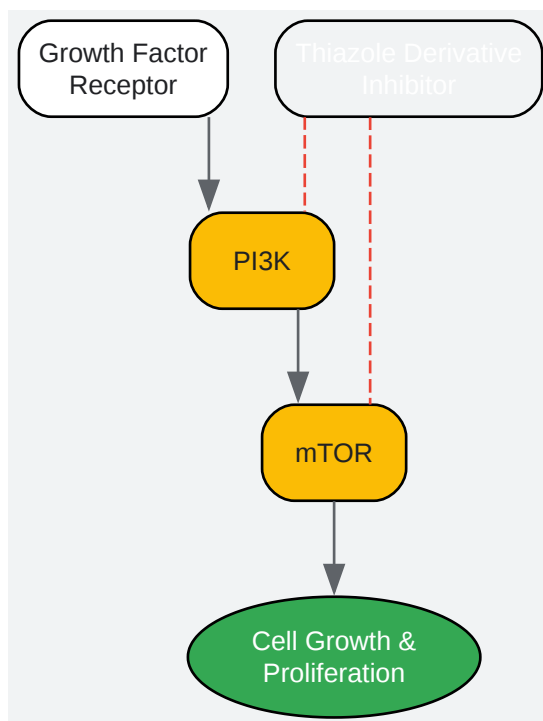 Growth Factor
Receptor
Thiazole Derivative
Inhibitor
PI3K
mTOR
Cell Growth &
Proliferation